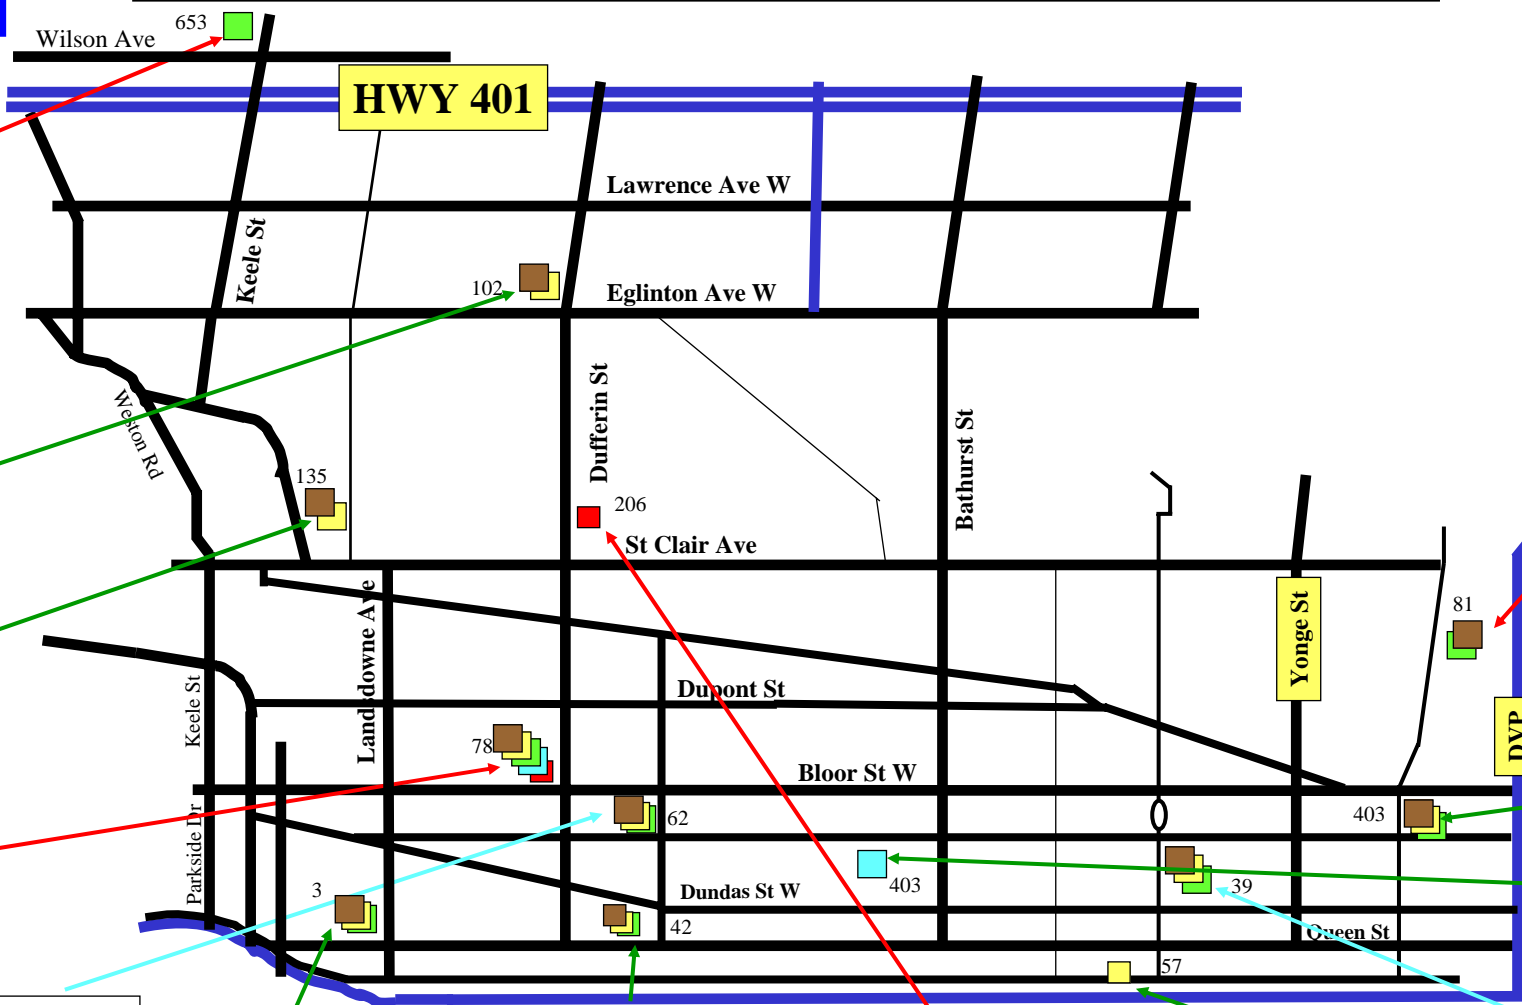 653
Wilson Ave
HWY 401
Lawrence Ave W
Keele St
102
Eglinton Ave W
Dufferin St
Weston Rd
Bathurst St
135
206
St Clair Ave
Landsdowne Ave
Yonge St
81
Keele St
Dupont St
DVP
78
Bloor St W
Parkside Dr
62
403
403
39
3
Dundas St W
42
Queen St
57